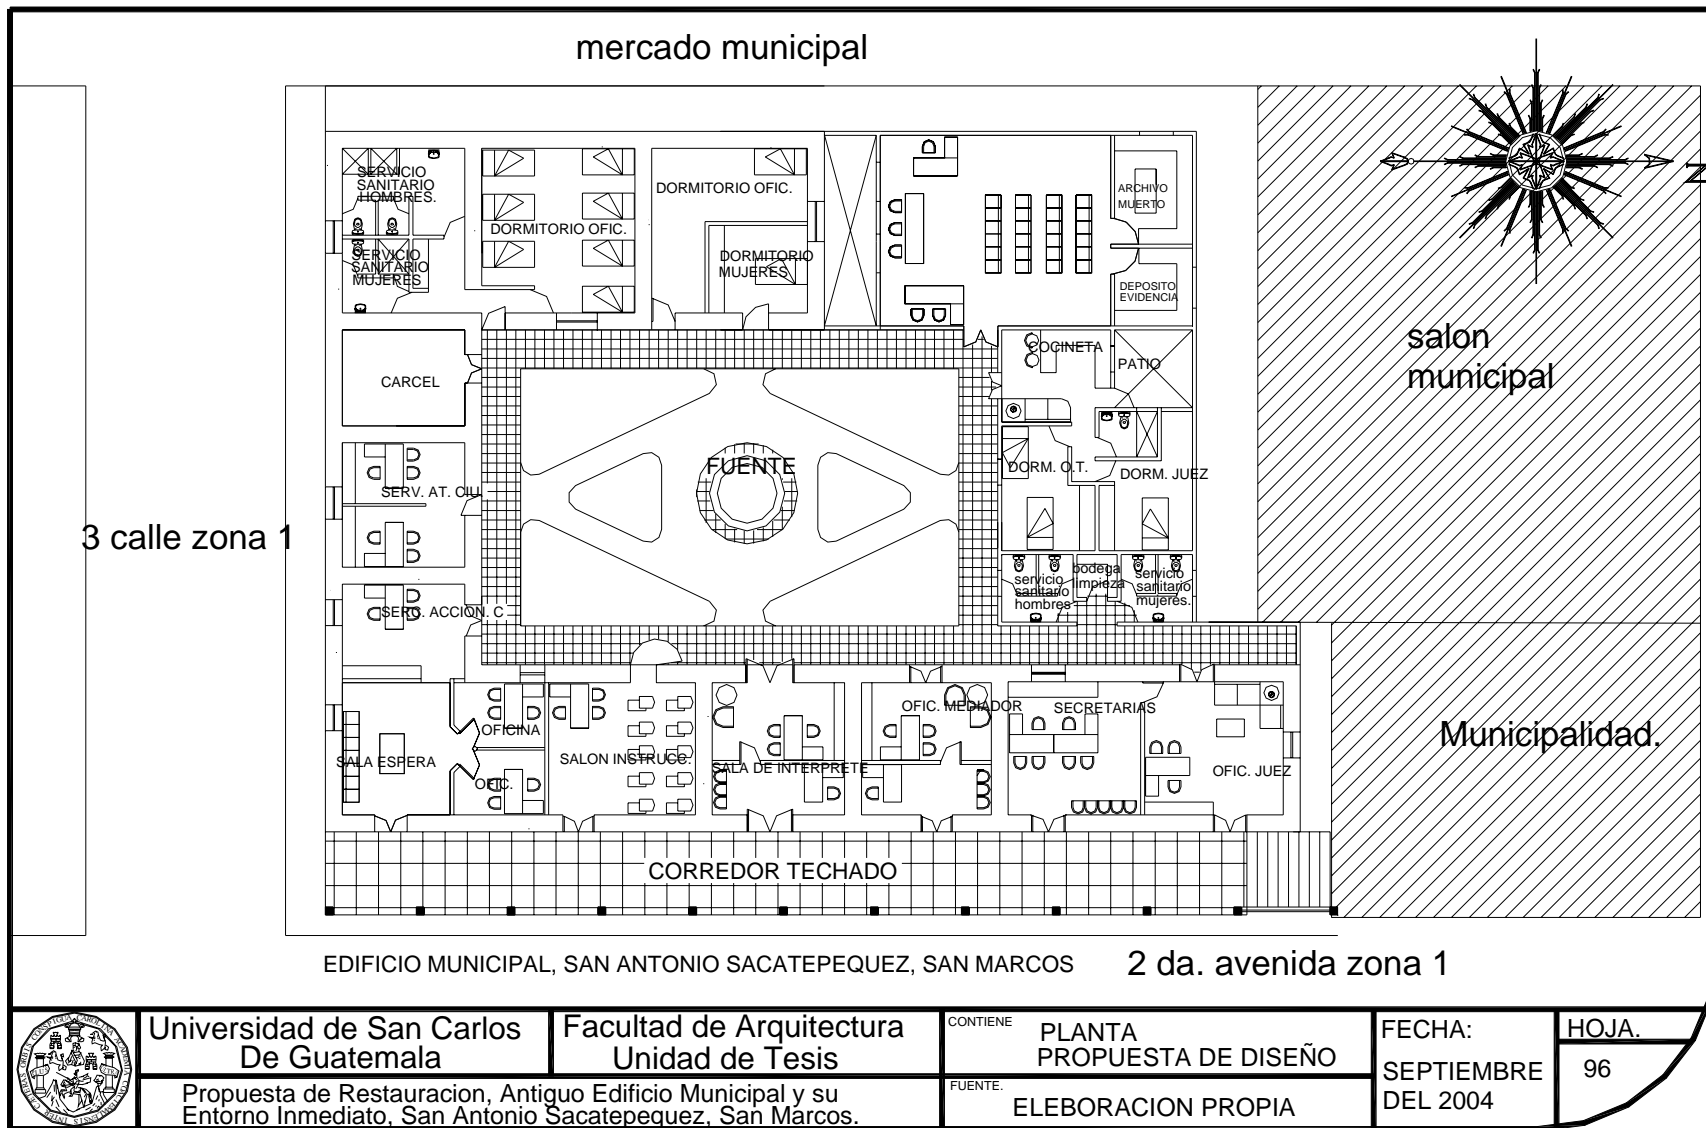 mercado municipal
N
SERVICIO
SANITARIO
HOMBRES.
SERVICIO
SANITARIO
MUJERES
DORMITORIO OFIC.
DORMITORIO OFIC.
DORMITORIO
MUJERES
ARCHIVO
MUERTO
DEPOSITO
EVIDENCIA
salon
municipal
CARCEL
COCINETA
PATIO
FUENTE
DORM. O.T.
DORM. JUEZ
SERV. AT. CIU
3 calle zona 1
servicio
sanitario
hombres
bodega
limpieza
servicio
sanitario
mujeres.
SERC. ACCION. C
OFICINA
SALA ESPERA
OFIC.
SALON INSTRUCC.
SALA DE INTERPRETE
OFIC. MEDIADOR
SECRETARIAS
OFIC. JUEZ
Municipalidad.
CORREDOR TECHADO
EDIFICIO MUNICIPAL, SAN ANTONIO SACATEPEQUEZ, SAN MARCOS
2 da. avenida zona 1
Universidad de San Carlos
De Guatemala
Facultad de Arquitectura
Unidad de Tesis
CONTIENE
PLANTA
PROPUESTA DE DISEÑO
FECHA:
SEPTIEMBRE
DEL 2004
HOJA.
96
Propuesta de Restauracion, Antiguo Edificio Municipal y su
Entorno Inmediato, San Antonio Sacatepequez, San Marcos.
FUENTE.
ELEBORACION PROPIA